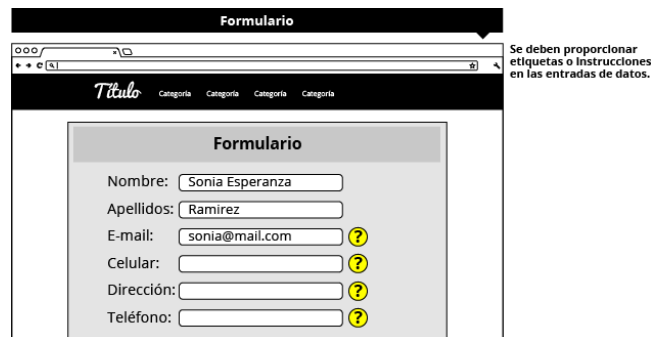 Formulario
Se deben proporcionar
etiquetas o instrucciones
en las entradas de datos.
Título Categoría Categoría Categoría Categoría
Formulario
Nombre: Sonia Esperanza
Apellidos: Ramirez
E-mail: sonia@mail.com ?
Celular: ?
Dirección: ?
Teléfono: ?